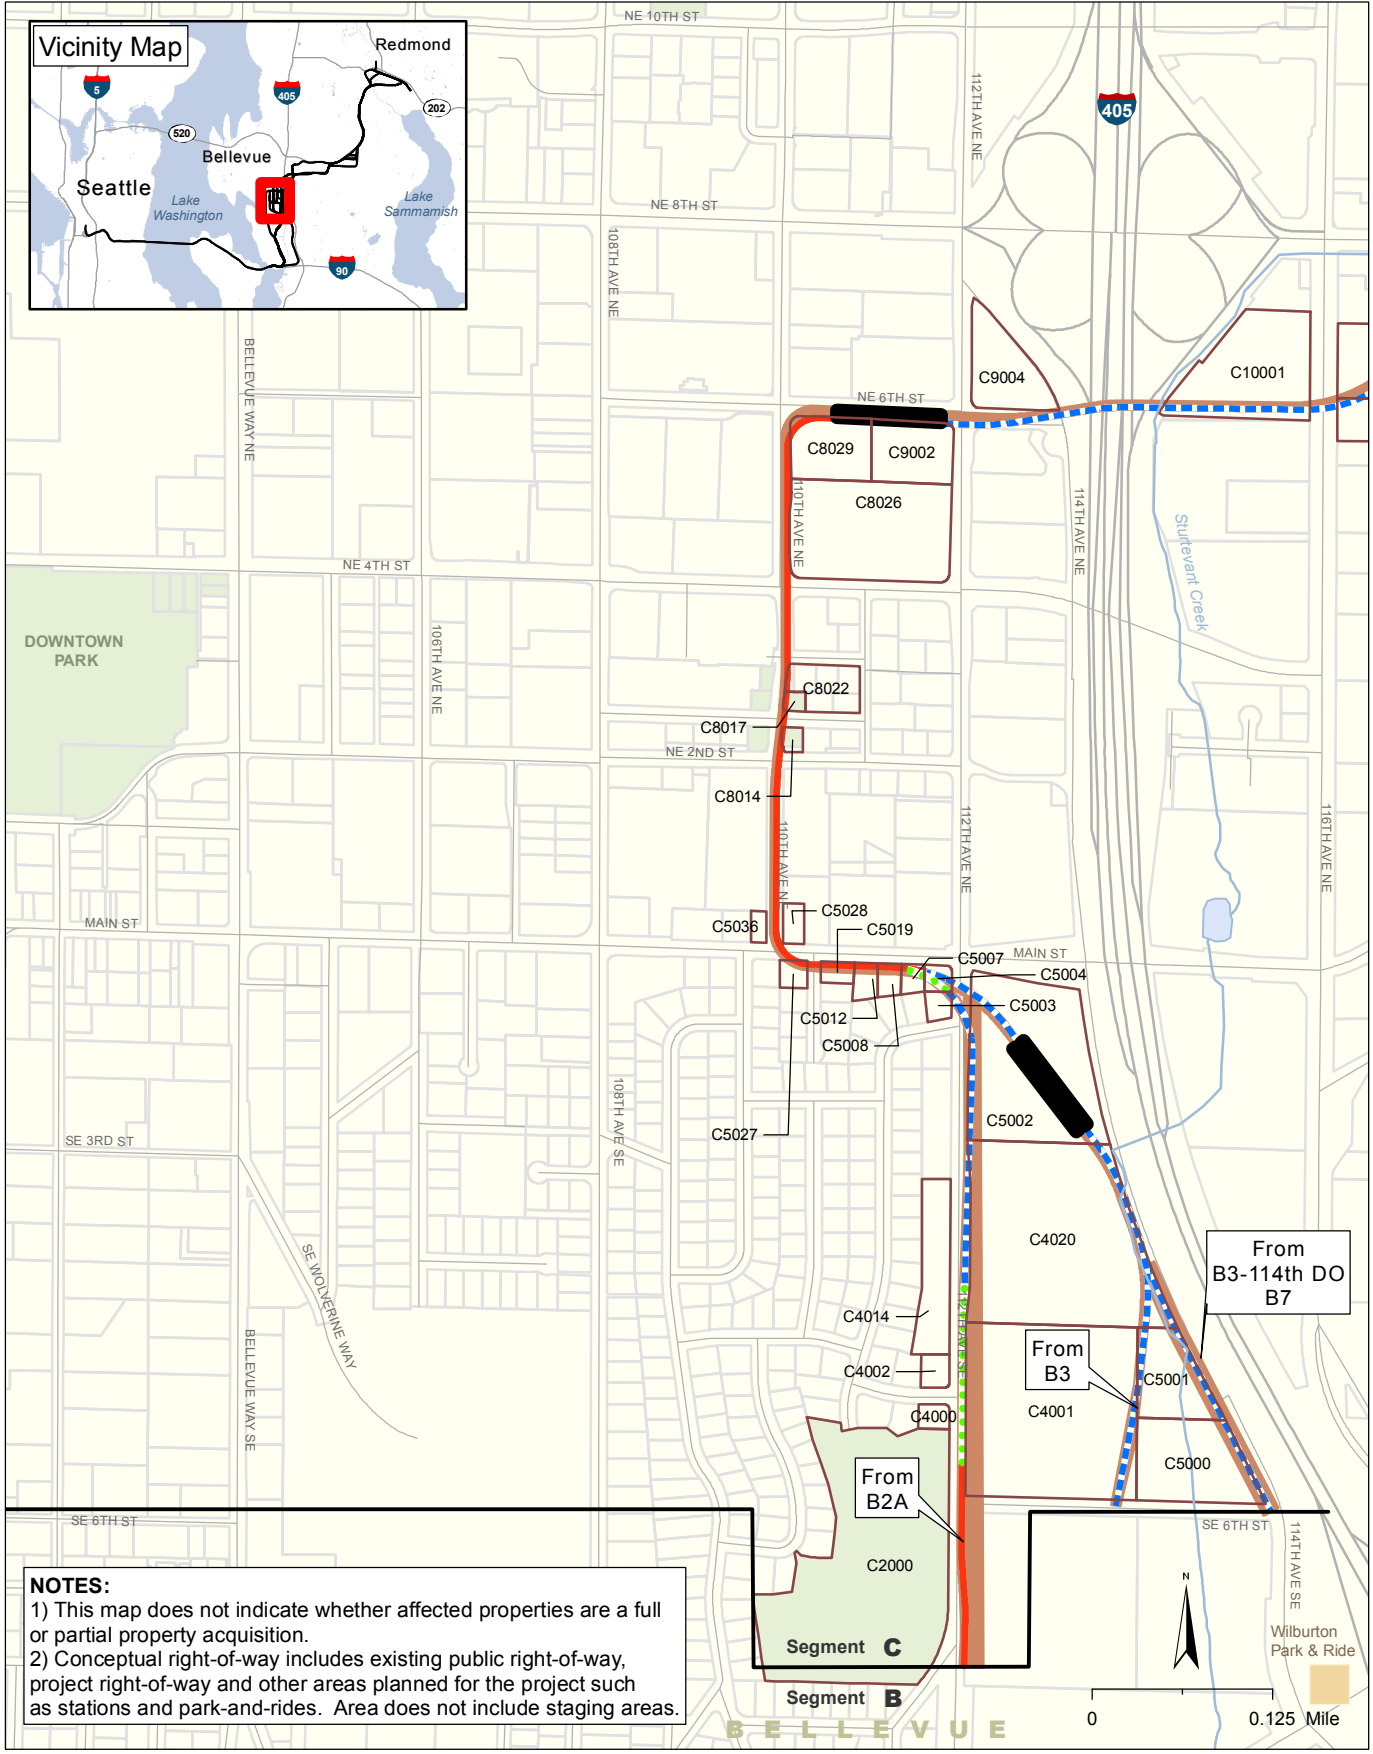 Vicinity Map
Redmond
5
405
202
520
Bellevue
Seattle
Lake
Washington
Lake
Sammamish
90
NE 10TH ST
112TH AVE NE
405
NE 8TH ST
108TH AVE NE
BELLEVUE WAY NE
C9004
C10001
NE 6TH ST
C8029
C9002
C8026
110TH AVE NE
114TH AVE NE
Sturtevant Creek
NE 4TH ST
DOWNTOWN
PARK
106TH AVE NE
C8022
C8017
NE 2ND ST
C8014
110TH AVE NE
112TH AVE NE
116TH AVE NE
MAIN ST
C5036
C5028
C5019
MAIN ST
C5007
C5004
C5003
C5012
C5008
C5002
C5027
108TH AVE SE
SE 3RD ST
C4020
From
B3-114th DO
B7
SE WOLVERINE WAY
C4014
112TH AVE SE
BELLEVUE WAY SE
From
B3
C4002
C5001
C4000
C4001
C5000
From
B2A
SE 6TH ST
SE 6TH ST
114TH AVE SE
C2000
NOTES:
1) This map does not indicate whether affected properties are a full
or partial property acquisition.
2) Conceptual right-of-way includes existing public right-of-way,
project right-of-way and other areas planned for the project such
as stations and park-and-rides. Area does not include staging areas.
N
Wilburton
Park & Ride
Segment C
Segment B
BELLEVUE
0 0.125 Mile